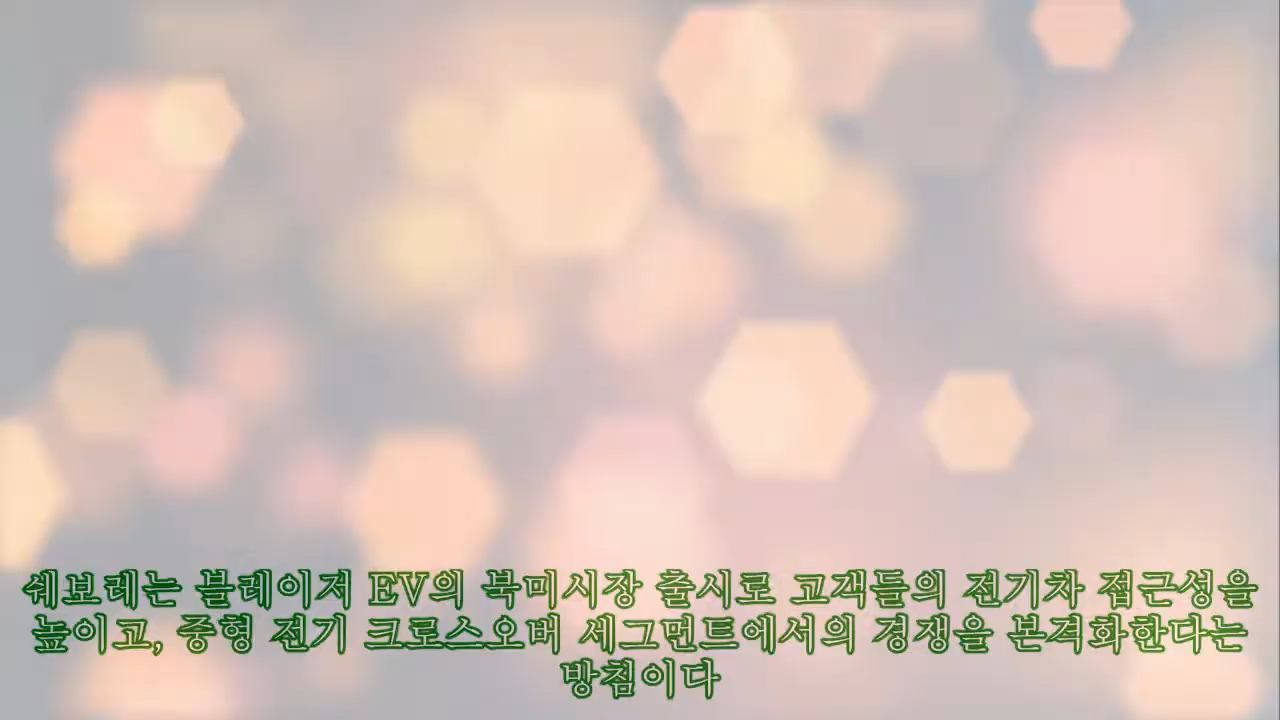 쉐보레는 블레이저 EV의 북미시장 출시로 고객들의 전기차 접근성을
높이고, 중형 전기 크로스오버 세그먼트에서의 경쟁을 본격화한다는
방침이다